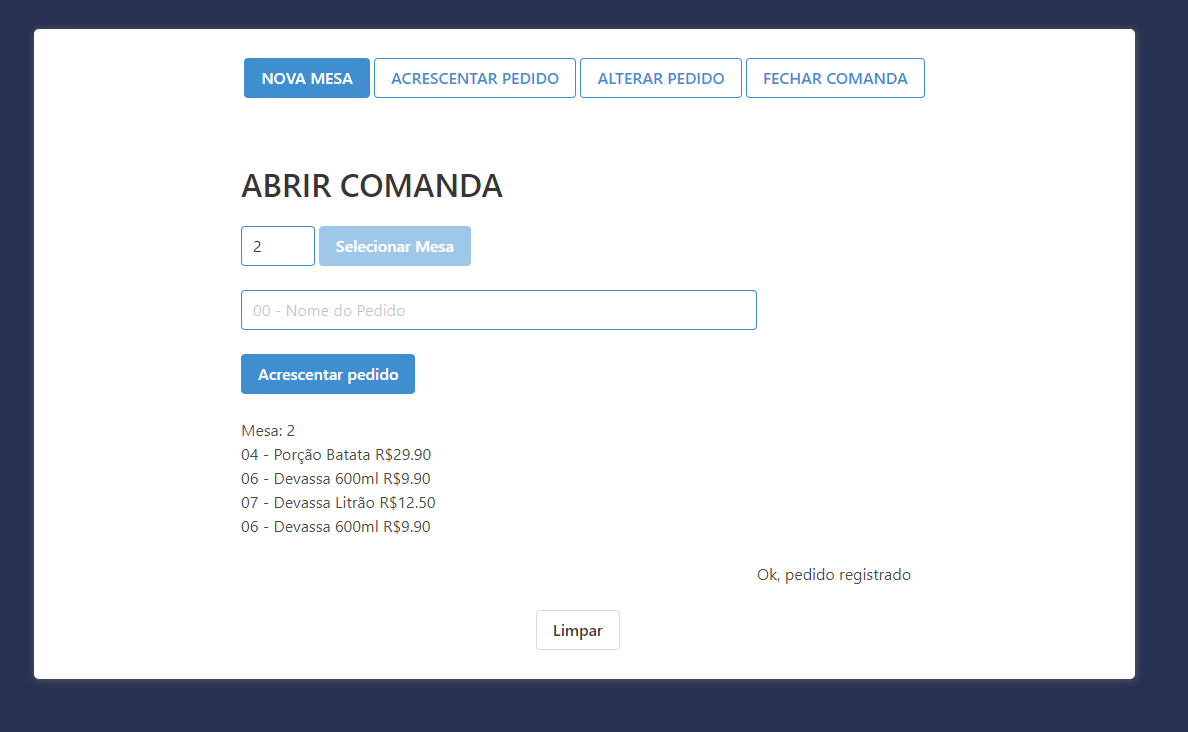 NOVA MESA ACRESCENTAR PEDIDO ALTERAR PEDIDO FECHAR COMANDA
ABRIR COMANDA
2 Selecionar Mesa
00 - Nome do Pedido
Acrescentar pedido
Mesa: 2
04 - Porção Batata R$29.90
06 - Devassa 600ml R$9.90
07 - Devassa Litrão R$12.50
06 - Devassa 600ml R$9.90
Ok, pedido registrado
Limpar